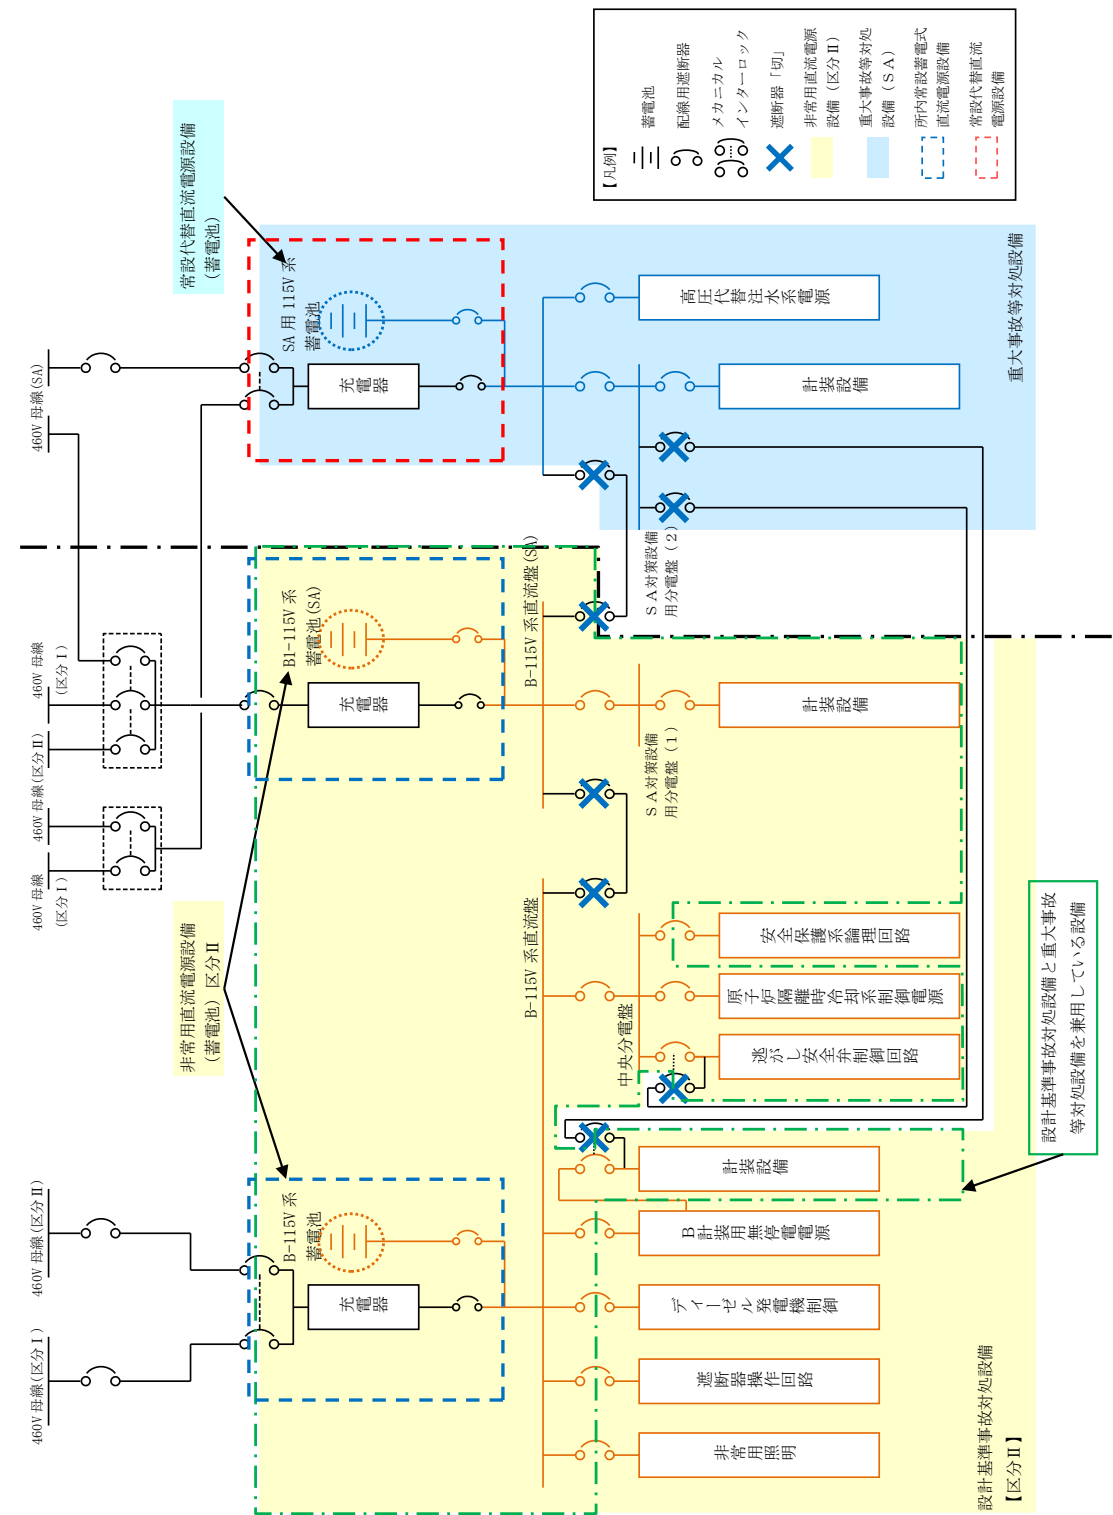 460V 母線(区分Ⅰ)
460V 母線(区分Ⅱ)
460V 母線
(区分Ⅰ)
460V 母線(区分Ⅱ)
460V 母線
(区分Ⅰ)
460V 母線(SA)
非常用直流電源設備
(蓄電池) 区分Ⅱ
常設代替直流電源設備
(蓄電池)
B-115V 系
蓄電池
充電器
B1-115V 系
蓄電池(SA)
充電器
SA 用 115V 系
蓄電池
充電器
B-115V 系直流盤
B-115V 系直流盤(SA)
中央分電盤
SA対策設備
用分電盤(1)
SA対策設備
用分電盤(2)
非常用照明
遮断器操作回路
ディーゼル発電機制御
B計装用無停電電源
計装設備
逃がし安全弁制御回路
原子炉隔離時冷却系制御電源
安全保護系論理回路
計装設備
計装設備
高圧代替注水系電源
設計基準事故対処設備
【区分Ⅱ】
重大事故等対処設備
設計基準事故対処設備と重大事故
等対処設備を兼用している設備
【凡例】
蓄電池
配線用遮断器
メカニカル
インターロック
遮断器「切」
非常用直流電源
設備(区分Ⅱ)
重大事故等対処
設備(SA)
所内常設蓄電式
直流電源設備
常設代替直流
電源設備